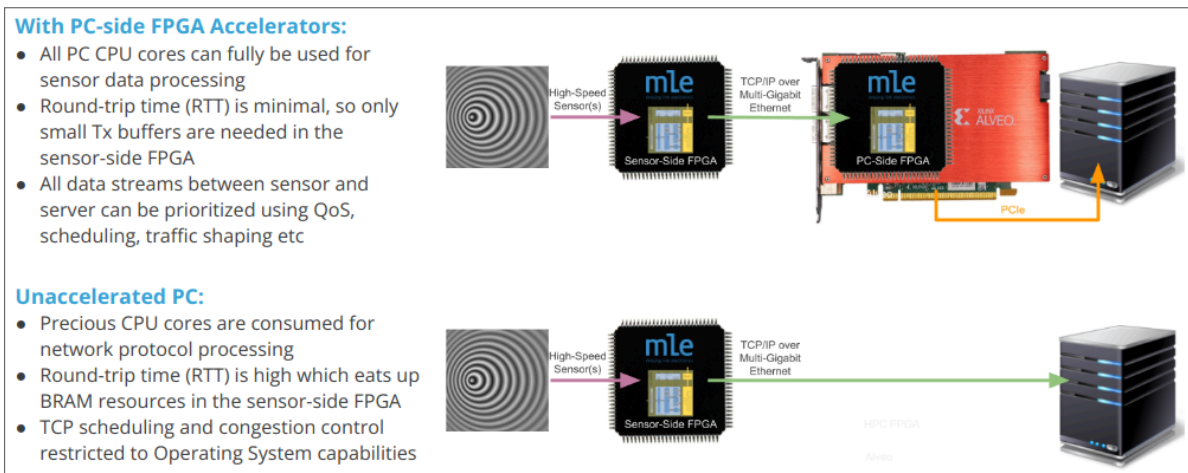 With PC-side FPGA Accelerators:
● All PC CPU cores can fully be used for
sensor data processing
● Round-trip time (RTT) is minimal, so only
small Tx buffers are needed in the
sensor-side FPGA
● All data streams between sensor and
server can be prioritized using QoS,
scheduling, traffic shaping etc
High-Speed
Sensor(s)
mle
Sensor-Side FPGA
TCP/IP over
Multi-Gigabit
Ethernet
mle
PC-Side FPGA
XILINX
ALVEO.
PCIe
Unaccelerated PC:
● Precious CPU cores are consumed for
network protocol processing
● Round-trip time (RTT) is high which eats up
BRAM resources in the sensor-side FPGA
● TCP scheduling and congestion control
restricted to Operating System capabilities
High-Speed
Sensor(s)
mle
Sensor-Side FPGA
TCP/IP over
Multi-Gigabit
Ethernet
HPC FPGA
Alveo